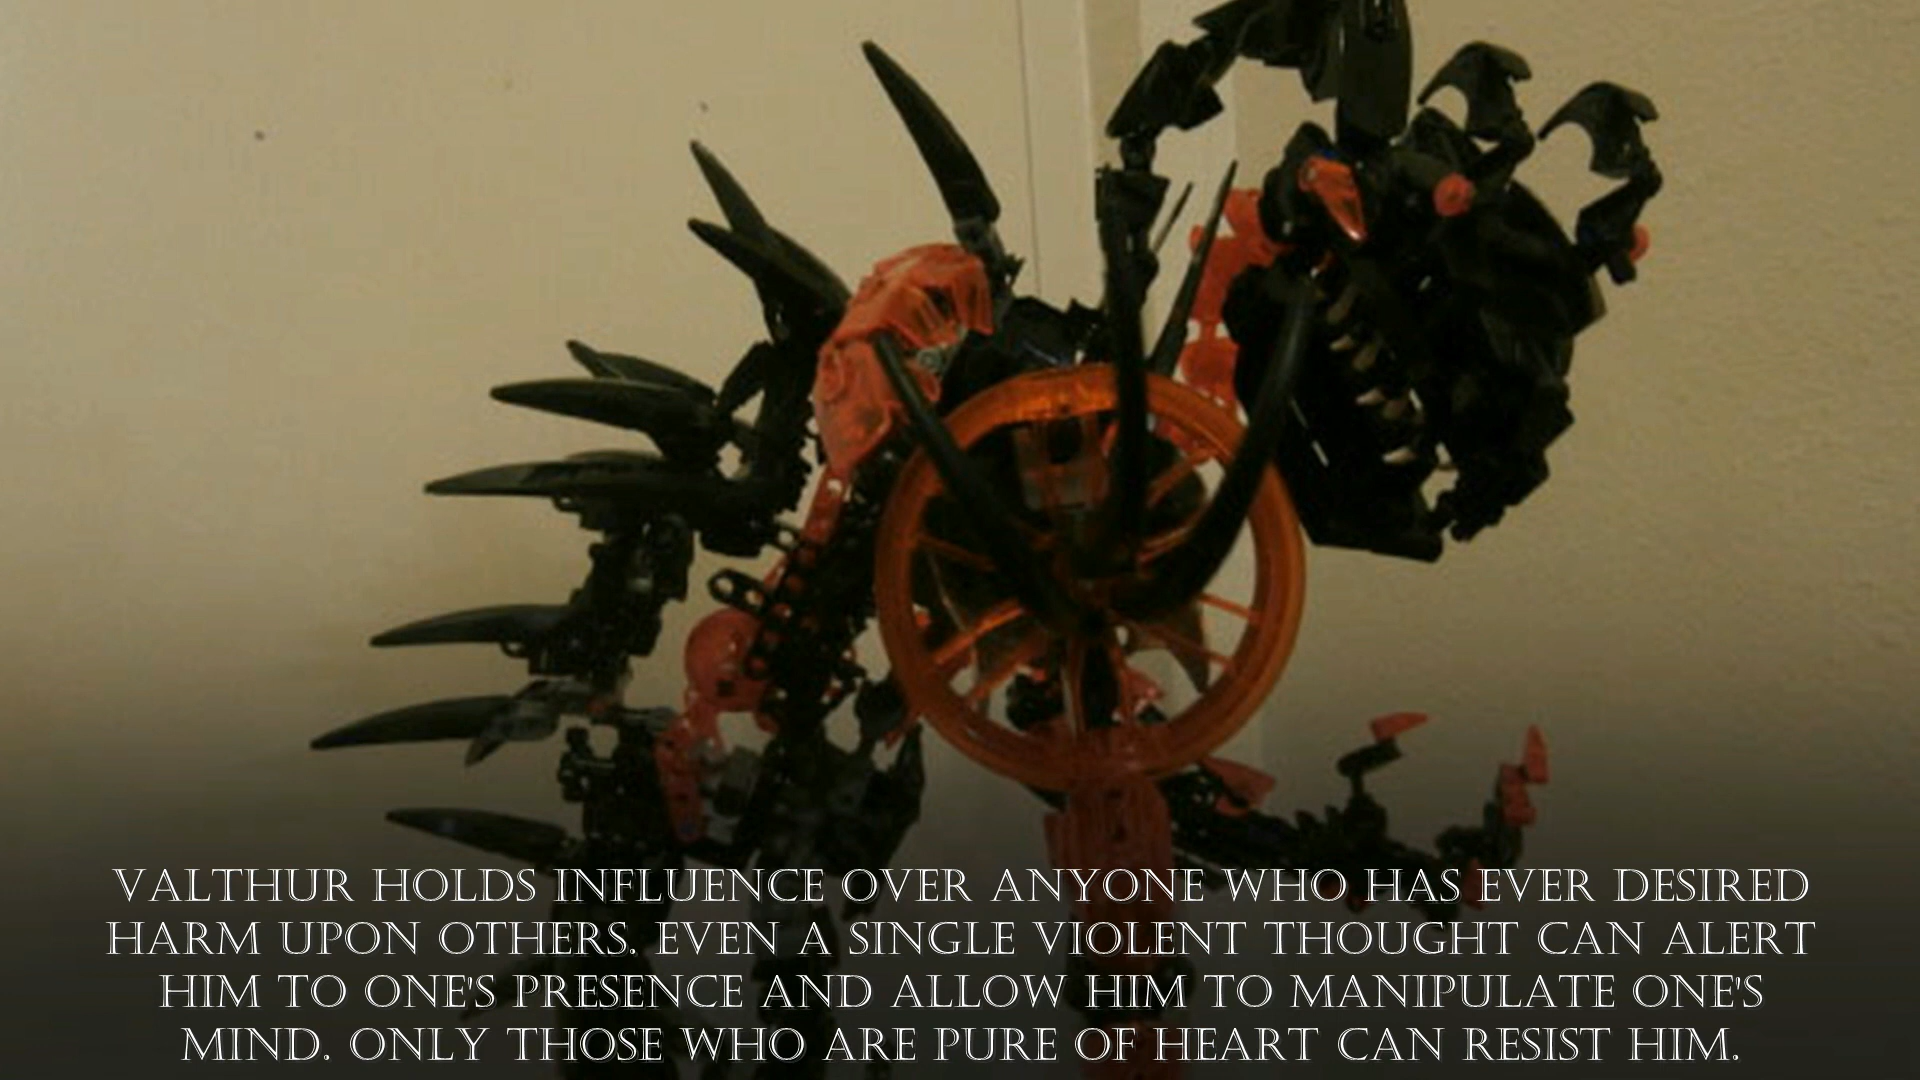 VALTHUR HOLDS INFLUENCE OVER ANYONE WHO HAS EVER DESIRED
HARM UPON OTHERS. EVEN A SINGLE VIOLENT THOUGHT CAN ALERT
HIM TO ONE'S PRESENCE AND ALLOW HIM TO MANIPULATE ONE'S
MIND. ONLY THOSE WHO ARE PURE OF HEART CAN RESIST HIM.